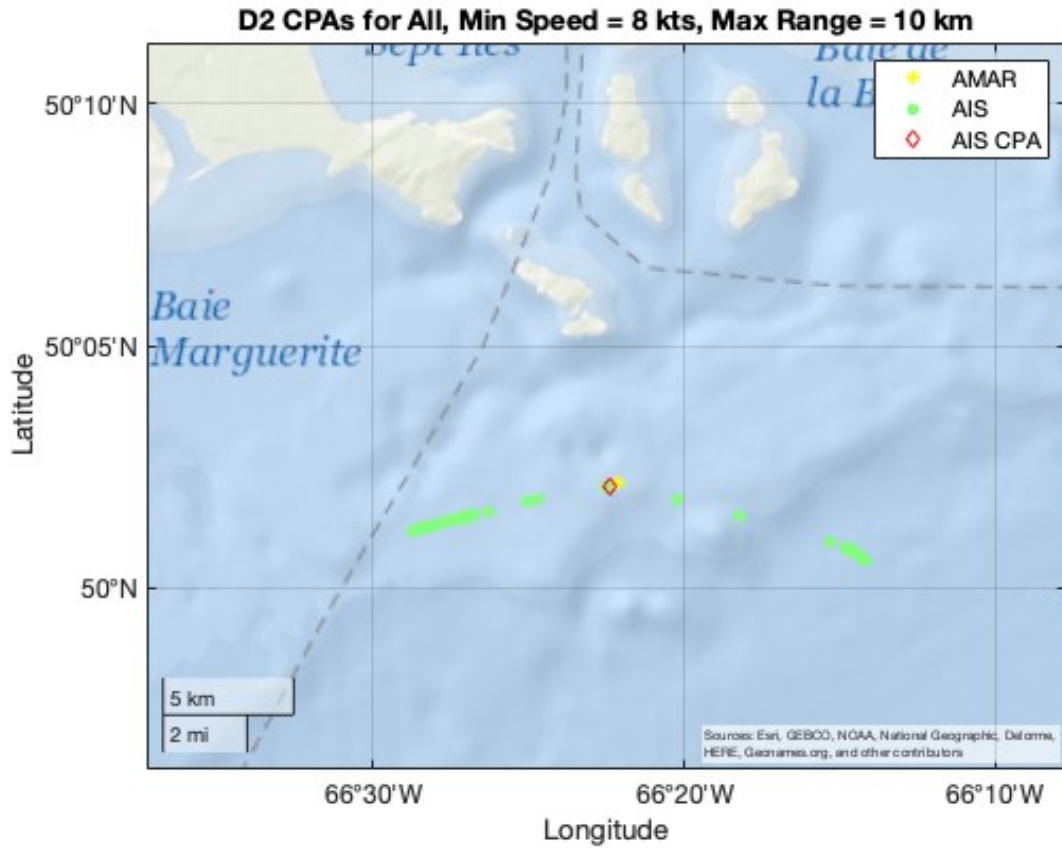 D2 CPAs for All, Min Speed = 8 kts, Max Range = 10 km
Sept Iles
Baie de
la B
AMAR
AIS
AIS CPA
50°10'N
Baie
Marguerite
50°05'N
Latitude
50°N
5 km
2 mi
Sources: Esri, GEBCO, NOAA, National Geographic, Delorme,
HERE, Geonames.org, and other contributors
66°30'W
66°20'W
66°10'W
Longitude